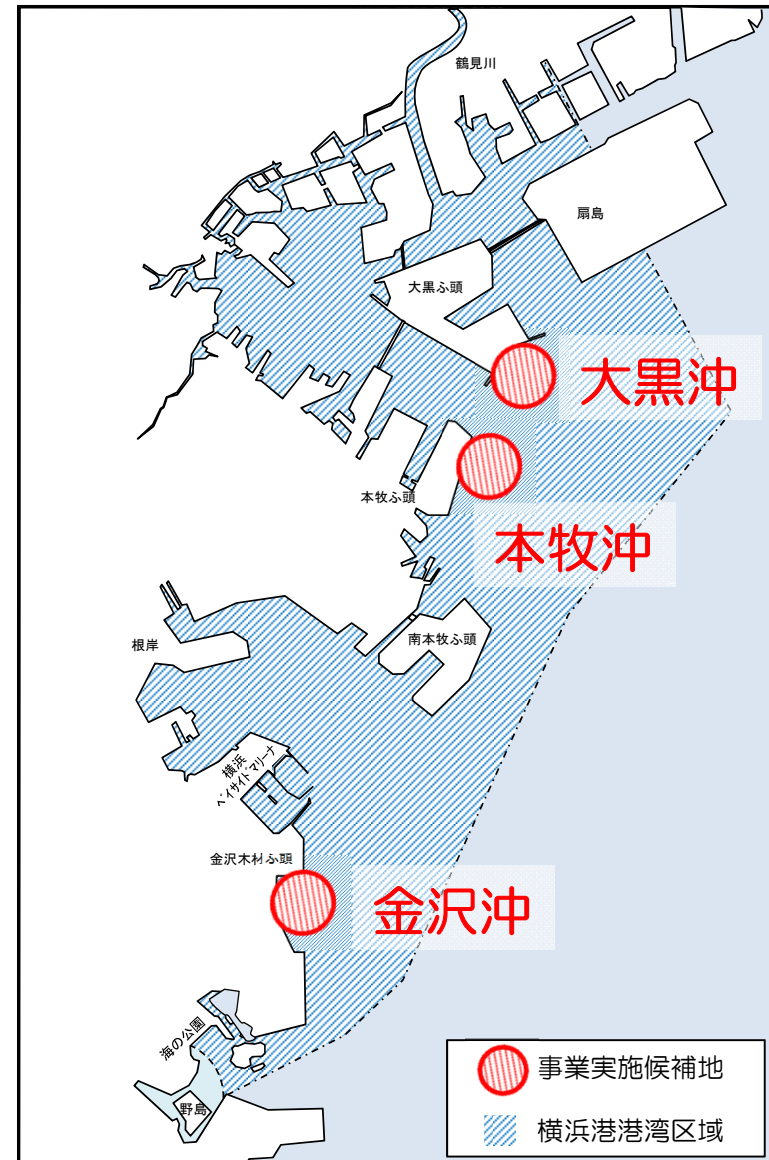 鶴見川
扇島
大黒ふ頭
大黒沖
本牧ふ頭
本牧沖
根岸
南本牧ふ頭
横浜
ベイサイドマリーナ
金沢木材ふ頭
金沢沖
海の公園
野島
事業実施候補地
横浜港港湾区域